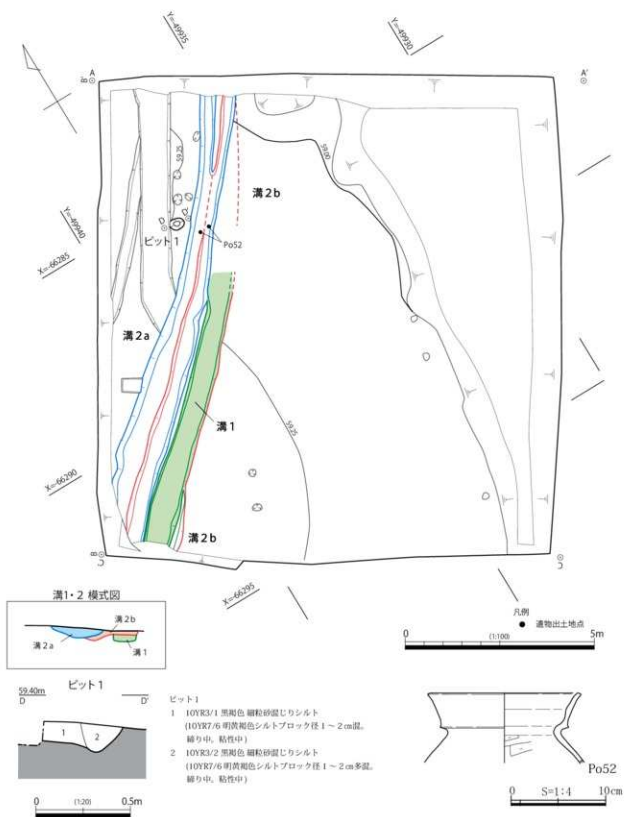 Y=-49935
Y=-49930
A
B'
A'
59.25
59.00
溝2b
ピット1
Po52
Y=-49940
X=-66285
溝2a
溝1
59.25
X=-66290
溝2b
B
C
X=-66295
溝1・2 模式図
溝2b
溝2a
溝1
凡例
● 遺物出土地点
0 (1:100) 5m
ピット1
59.40m
D D'
1 2
0 (1:20) 0.5m
ピット1
1 10YR3/1 黒褐色 細粒砂混じりシルト
(10YR7/6 明黄褐色シルトブロック径1~2㎝混。
締り中, 粘性中)
2 10YR3/2 黒褐色 細粒砂混じりシルト
(10YR7/6 明黄褐色シルトブロック径1~2㎝多混。
締り中, 粘性中)
Po52
0 S=1:4 10cm